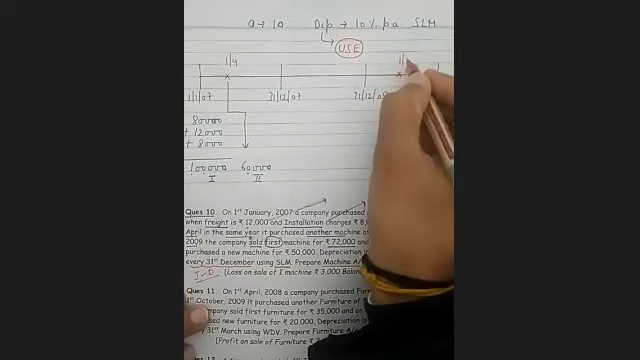 Q → 10 Dep → 10% pa SLM
USE
1/4 1/
1/1/07 31/12/07 31/12/08
80000
+ 12000
+ 8000
100000 60000
I II
Ques 10. On 1st January, 2007 a company purchased
when freight is ₹ 12,000 and Installation charges ₹ 8,
April in the same year it purchased another machine
2009 the company sold first machine for ₹ 72,000 and
purchased a new machine for ₹ 50,000. Depreciation is
every 31st December using SLM. Prepare Machine A/
J-D [Loss on sale of I machine ₹ 3,000 Balan
Ques 11. On 1st April, 2008 a company purchased Furn
1st October, 2009 it purchased another Furniture of
company sold first furniture for ₹ 35,000 and on
furniture for ₹ 20,000. Depreciation is
31st March using WDV. Prepare Furniture A/
[Profit on sale of Furniture ₹